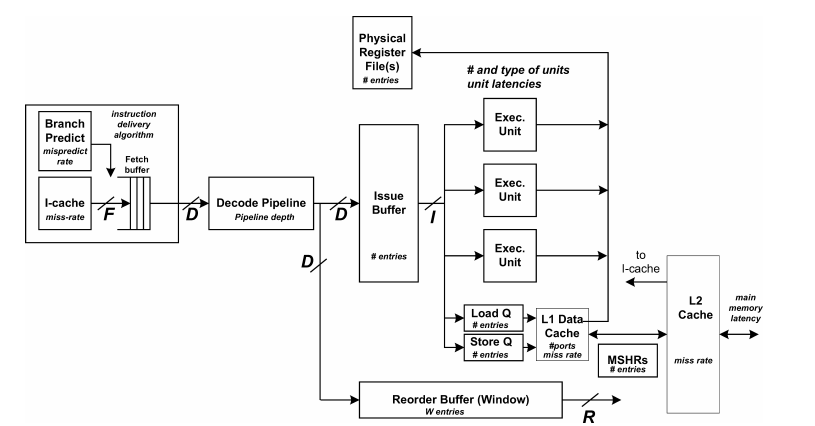 Physical
Register
File(s)
# entries
# and type of units
unit latencies
Branch
Predict
mispredict
rate
instruction
delivery
algorithm
Fetch
buffer
I-cache
miss-rate
F
D
Decode Pipeline
Pipeline depth
D
D
Issue
Buffer
# entries
I
Exec.
Unit
Exec.
Unit
Exec.
Unit
Load Q
# entries
Store Q
# entries
L1 Data
Cache
#ports
miss rate
to
I-cache
MSHRs
# entries
L2
Cache
miss rate
main
memory
latency
Reorder Buffer (Window)
W entries
R